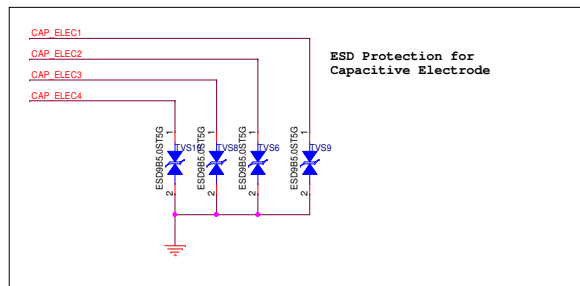 CAP_ELEC1
CAP_ELEC2
CAP_ELEC3
CAP_ELEC4
ESD Protection for
Capacitive Electrode
1
1
1
1
TVS10
TVS8
TVS6
TVS9
ESD9B5.0ST5G
ESD9B5.0ST5G
ESD9B5.0ST5G
ESD9B5.0ST5G
2
2
2
2